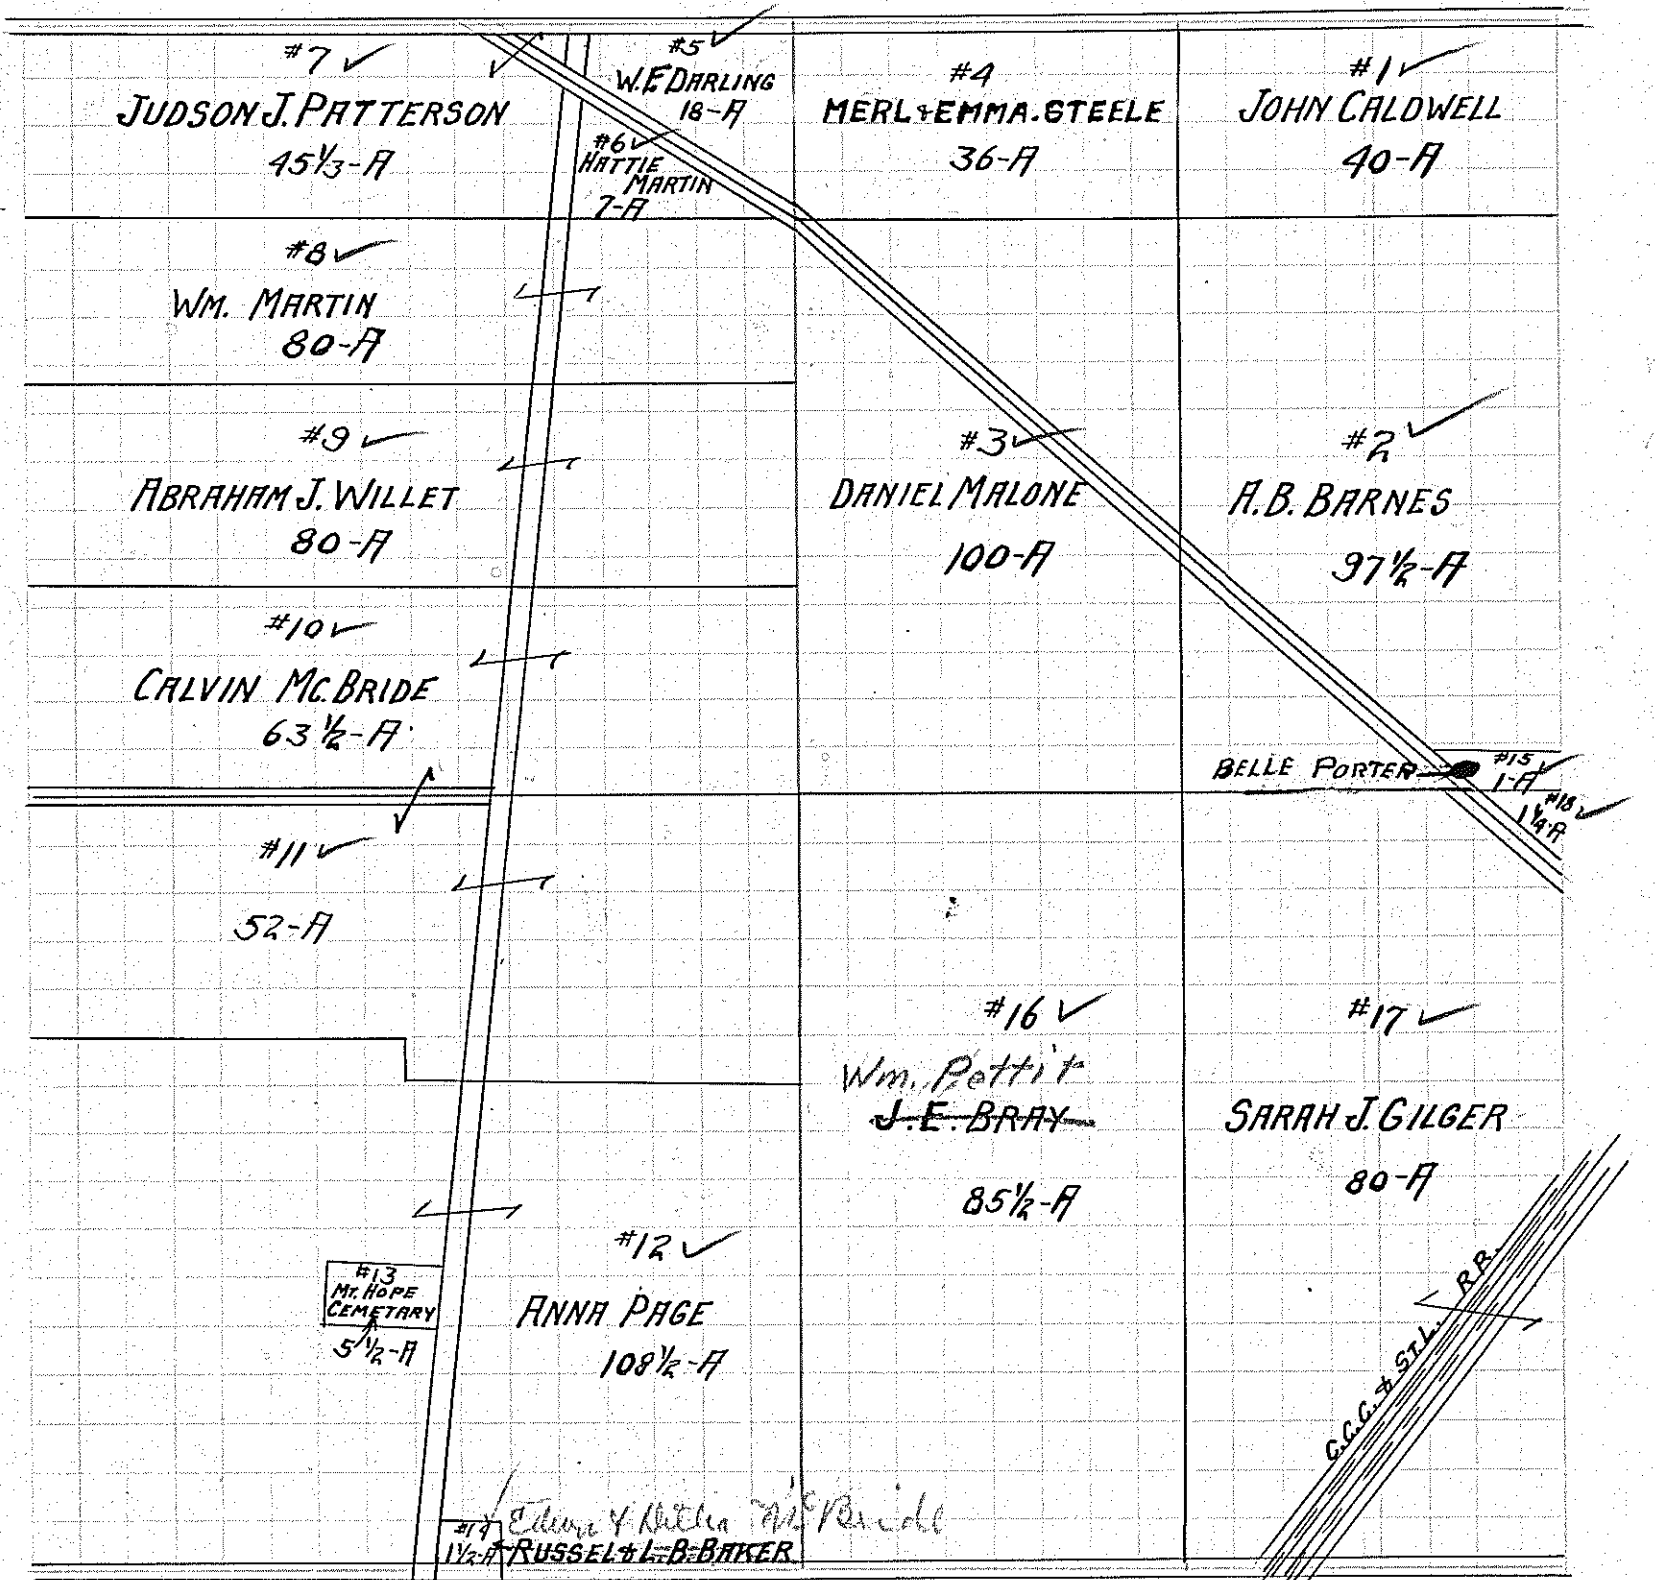 #7
JUDSON J. PATTERSON
45 1/3-A
#5
W.E. DARLING
18-A
#6
HATTIE
MARTIN
7-A
#4
MERL & EMMA. STEELE
36-A
#1
JOHN CALDWELL
40-A
#8
WM. MARTIN
80-A
#9
ABRAHAM J. WILLET
80-A
#3
DANIEL MALONE
100-A
#2
A.B. BARNES
97 1/2-A
#10
CALVIN MC. BRIDE
63 1/2-A
BELLE PORTER
#15
1-A
#18
1 1/4-A
#11
52-A
#16
Wm. Pettit
J.E. BRAY
85 1/2-A
#17
SARAH J. GILGER
80-A
C.C.C. & ST.L. R.R.
#12
ANNA PAGE
108 1/2-A
#13
MT. HOPE
CEMETARY
5 1/2-A
#14
1 1/2-A
Mc Bride
RUSSEL & L.B. BAKER